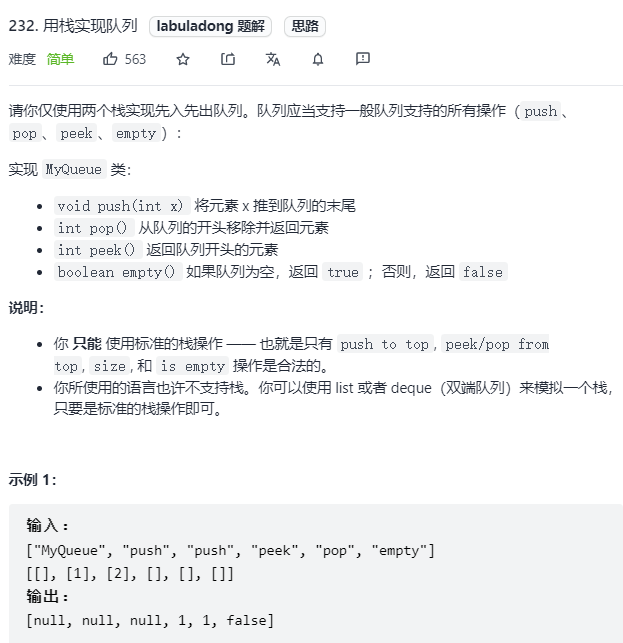 232. 用栈实现队列 labuladong 题解 思路
难度 简单 563
请你仅使用两个栈实现先入先出队列。队列应当支持一般队列支持的所有操作（push、
pop、peek、empty）：
实现 MyQueue 类：
• void push(int x) 将元素 x 推到队列的末尾
• int pop() 从队列的开头移除并返回元素
• int peek() 返回队列开头的元素
• boolean empty() 如果队列为空，返回 true ；否则，返回 false
说明：
• 你 只能 使用标准的栈操作 —— 也就是只有 push to top, peek/pop from
top, size, 和 is empty 操作是合法的。
• 你所使用的语言也许不支持栈。你可以使用 list 或者 deque（双端队列）来模拟一个栈，
只要是标准的栈操作即可。
示例 1：
输入：
["MyQueue", "push", "push", "peek", "pop", "empty"]
[[], [1], [2], [], [], []]
输出：
[null, null, null, 1, 1, false]